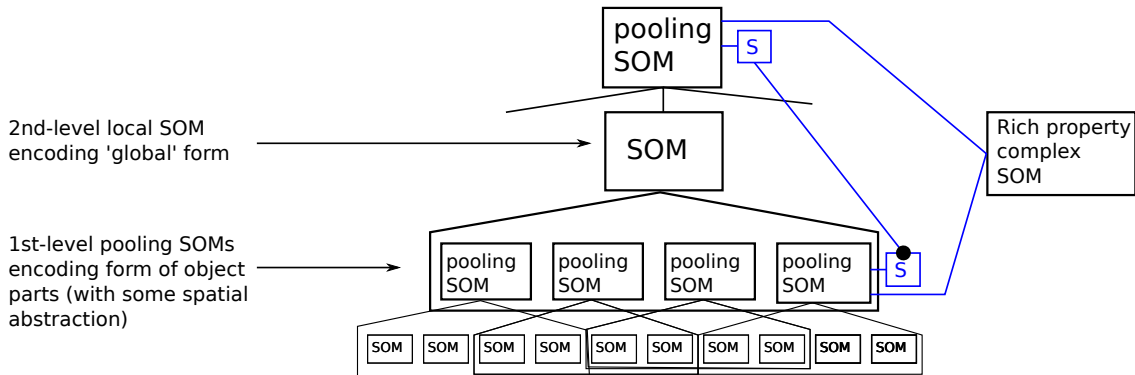 pooling
SOM
S
2nd-level local SOM
encoding 'global' form
SOM
Rich property
complex
SOM
1st-level pooling SOMs
encoding form of object
parts (with some spatial
abstraction)
pooling
SOM
pooling
SOM
pooling
SOM
pooling
SOM
S
SOM SOM SOM SOM SOM SOM SOM SOM SOM SOM